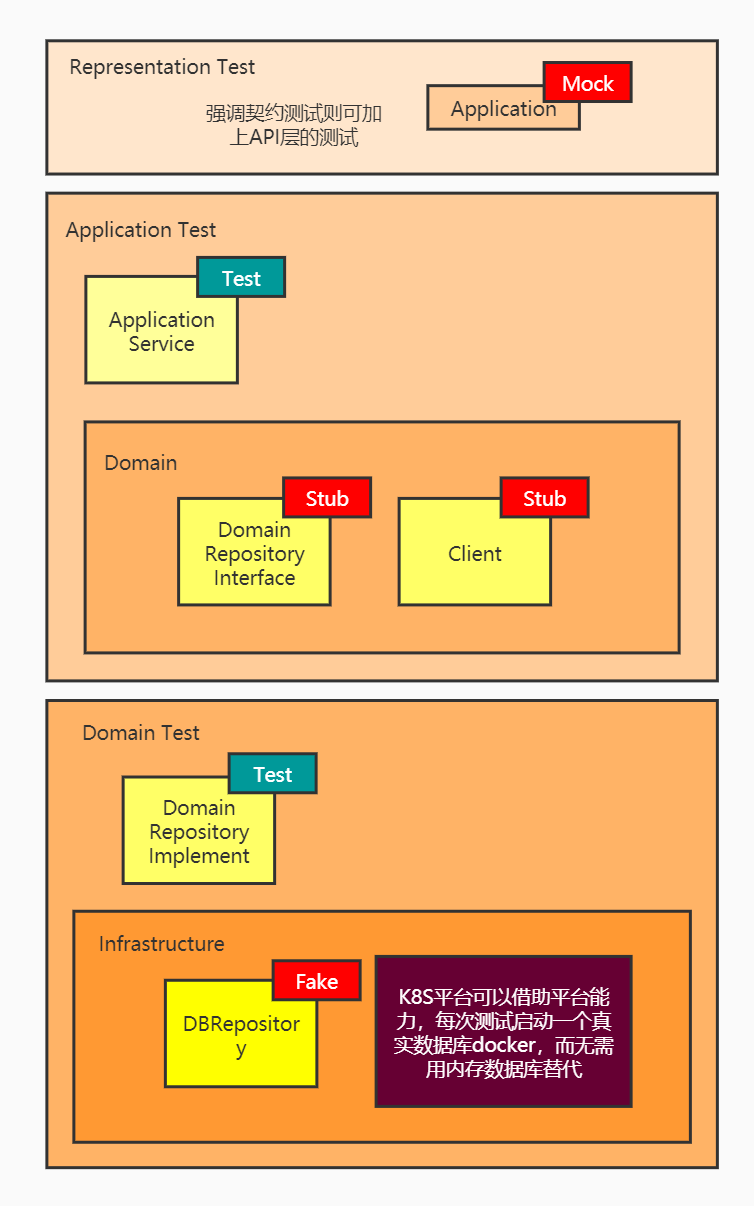 Representation Test
Mock
Application
强调契约测试则可加
上API层的测试
Application Test
Test
Application
Service
Domain
Stub
Domain
Repository
Interface
Stub
Client
Domain Test
Test
Domain
Repository
Implement
Infrastructure
Fake
DBRepositor
y
K8S平台可以借助平台能
力，每次测试启动一个真
实数据库docker，而无需
用内存数据库替代